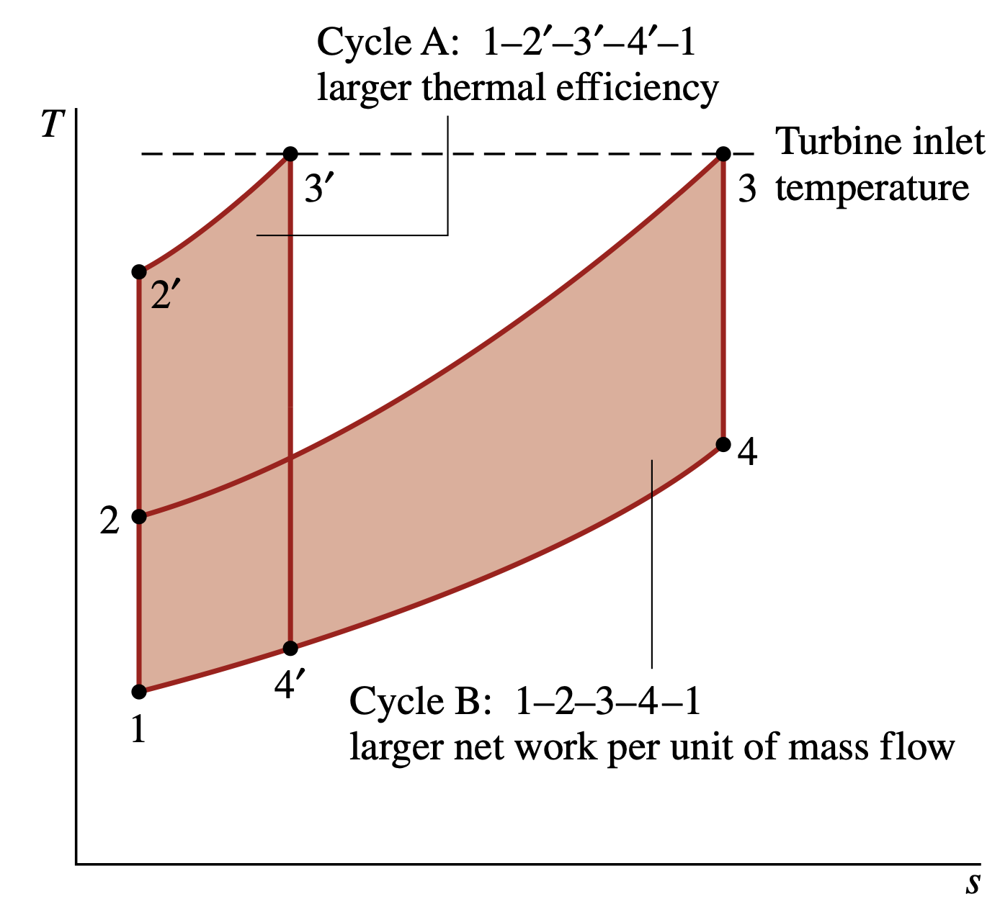 Cycle A: 1–2′–3′–4′–1
larger thermal efficiency
T
Turbine inlet
temperature
3′
3
2′
2
4
4′
1
Cycle B: 1–2–3–4–1
larger net work per unit of mass flow
s